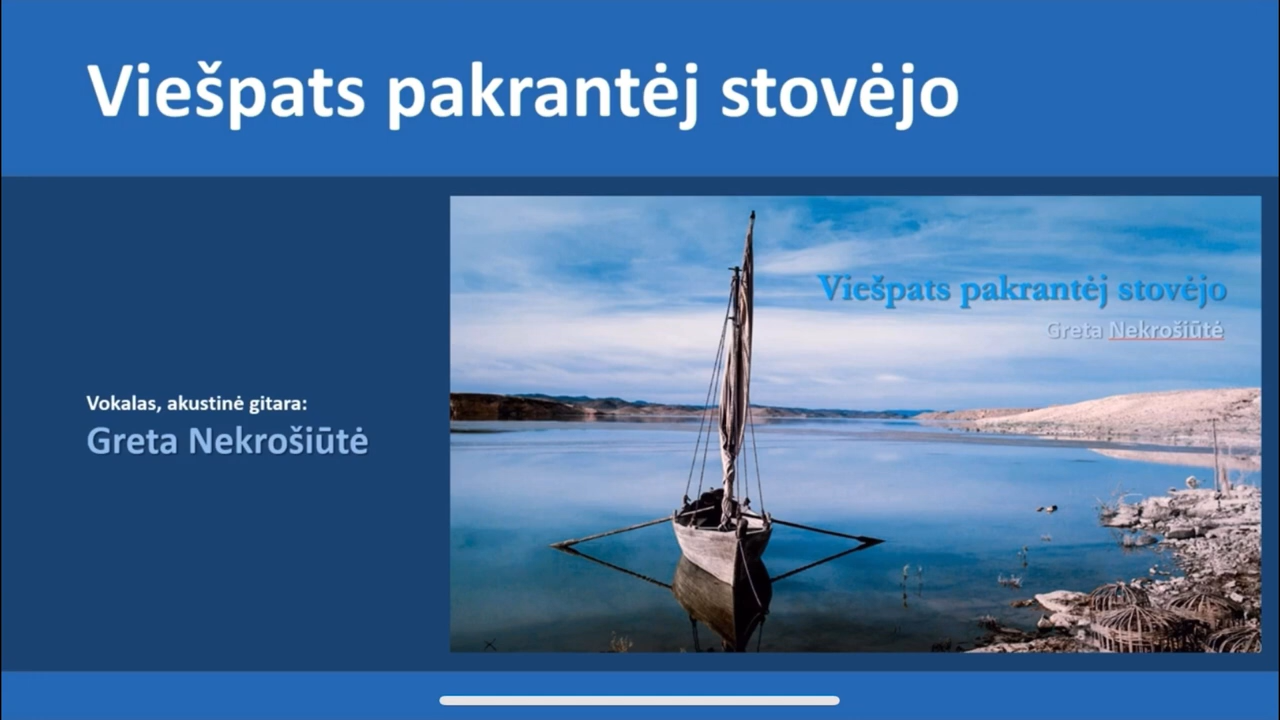 Viešpats pakrantėj stovėjo
Viešpats pakrantėj stovėjo
Greta Nekrošiūtė
Vokalas, akustinė gitara:
Greta Nekrošiūtė